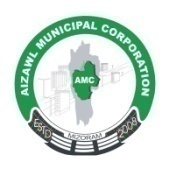 AIZAWL MUNICIPAL CORPORATION
AMC
ESTD
2008
MIZORAM